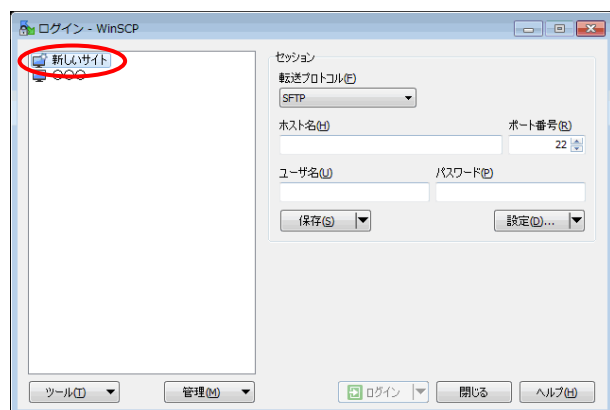 ログイン - WinSCP
新しいサイト
○○○
セッション
転送プロトコル(F)
SFTP
ホスト名(H) ポート番号(R)
22
ユーザ名(U) パスワード(P)
保存(S) 設定(D)...
ツール(T) 管理(M) ログイン 閉じる ヘルプ(H)